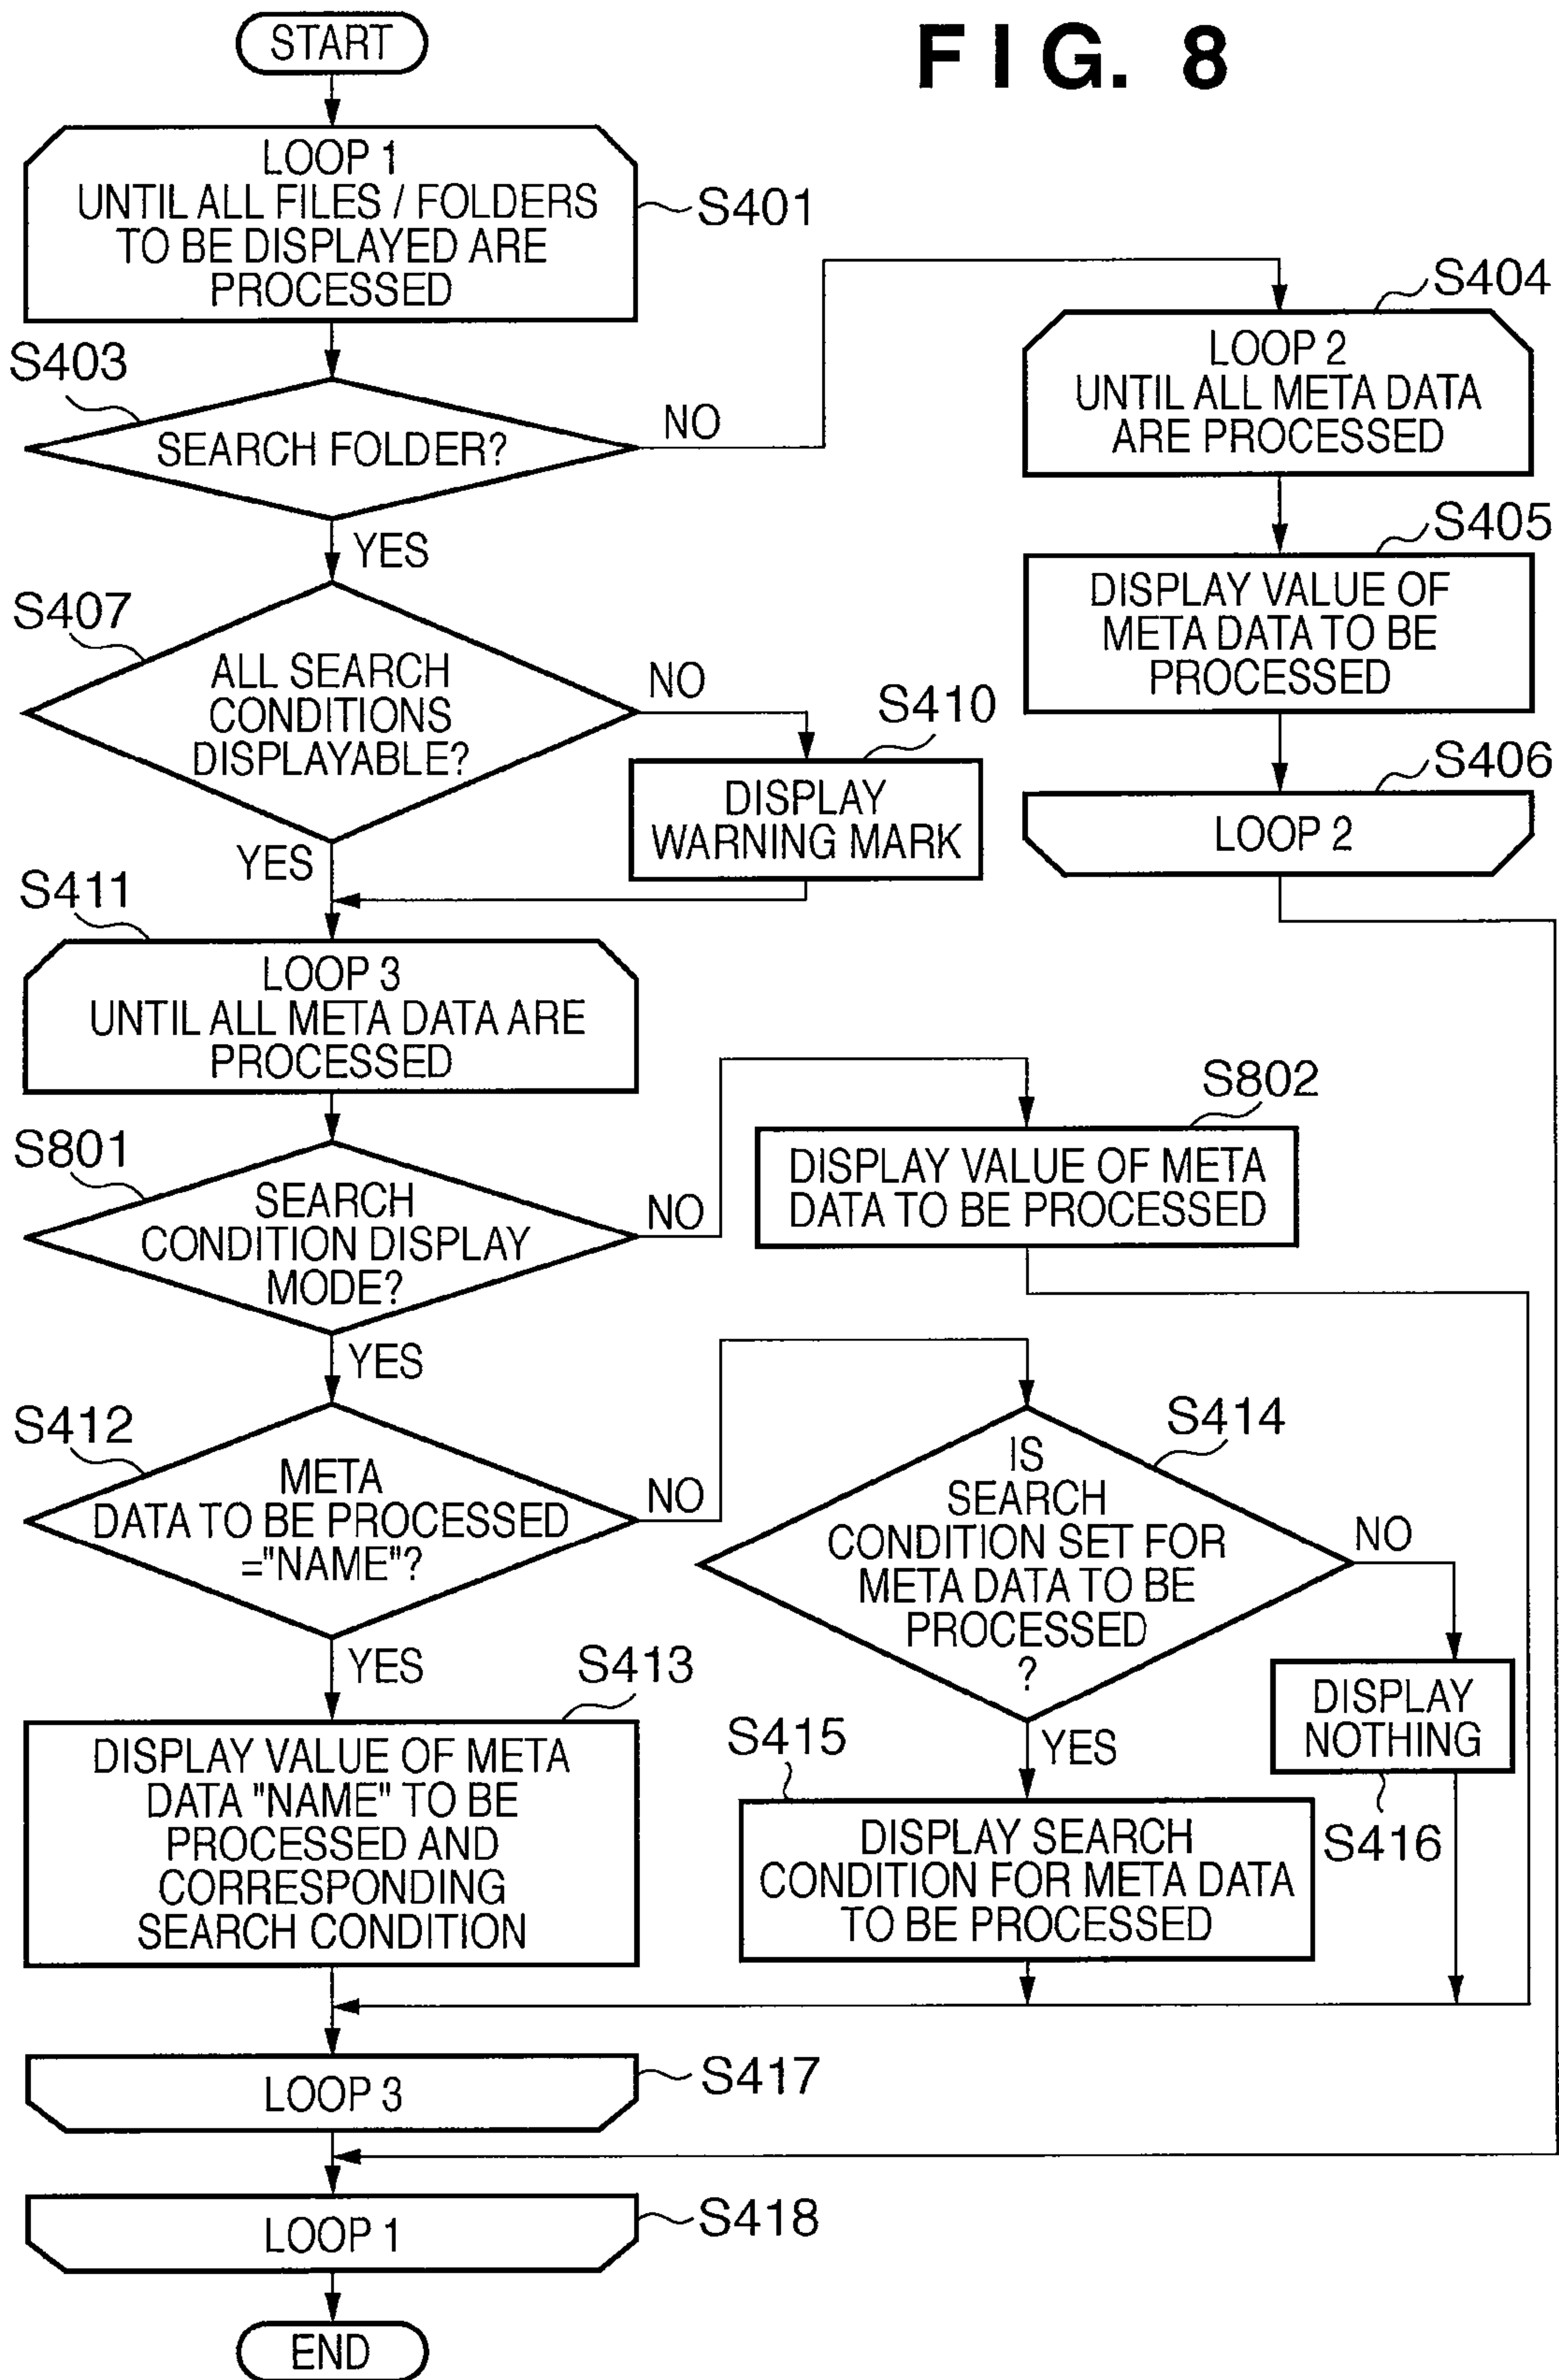 START
FIG. 8
LOOP 1
UNTIL ALL FILES / FOLDERS
TO BE DISPLAYED ARE
PROCESSED
S401
S403
SEARCH FOLDER?
NO
YES
S404
LOOP 2
UNTIL ALL META DATA
ARE PROCESSED
S405
DISPLAY VALUE OF
META DATA TO BE
PROCESSED
S406
LOOP 2
S407
ALL SEARCH
CONDITIONS
DISPLAYABLE?
NO
YES
S410
DISPLAY
WARNING MARK
S411
LOOP 3
UNTIL ALL META DATA ARE
PROCESSED
S801
SEARCH
CONDITION DISPLAY
MODE?
NO
YES
S802
DISPLAY VALUE OF META
DATA TO BE PROCESSED
S412
META
DATA TO BE PROCESSED
="NAME"?
NO
YES
S414
IS
SEARCH
CONDITION SET FOR
META DATA TO BE
PROCESSED
?
NO
YES
S413
DISPLAY VALUE OF META
DATA "NAME" TO BE
PROCESSED AND
CORRESPONDING
SEARCH CONDITION
S415
DISPLAY SEARCH
CONDITION FOR META DATA
TO BE PROCESSED
DISPLAY
NOTHING
S416
LOOP 3
S417
LOOP 1
S418
END